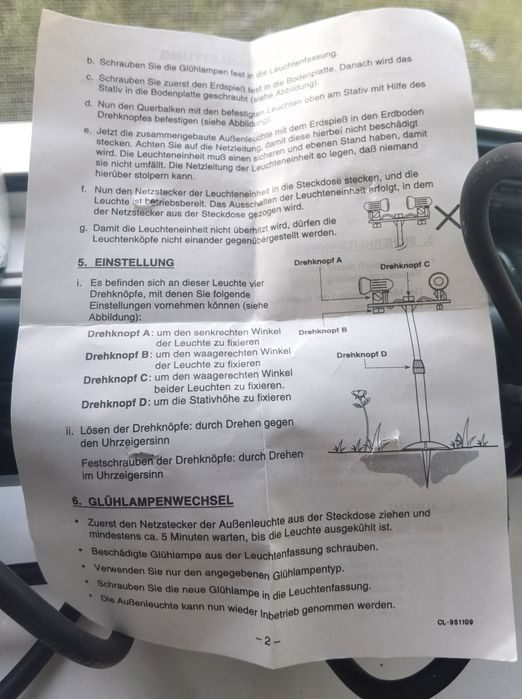 b. Schrauben Sie die Glühlampen fest in die Leuchtenfassung.
c. Schrauben Sie zuerst den Erdspieß fest in die Bodenplatte. Danach wird das
Stativ in die Bodenplatte geschraubt (siehe Abbildung).
d. Nun den Querbalken mit den befestigten Leuchten oben am Stativ mit Hilfe des
Drehknopfes befestigen (siehe Abbildung).
e. Jetzt die zusammengebaute Außenleuchte mit dem Erdspieß in den Erdboden
stecken. Achten Sie auf die Netzleitung, damit diese hierbei nicht beschädigt
wird. Die Leuchteneinheit muß einen sicheren und ebenen Stand haben, damit
sie nicht umfällt. Die Netzleitung der Leuchteneinheit so legen, daß niemand
hierüber stolpern kann.
f. Nun den Netzstecker der Leuchteneinheit in die Steckdose stecken, und die
Leuchte ist betriebsbereit. Das Ausschalten der Leuchteneinheit erfolgt, in dem
der Netzstecker aus der Steckdose gezogen wird.
g. Damit die Leuchteneinheit nicht überhitzt wird, dürfen die
Leuchtenköpfe nicht einander gegenübergestellt werden.
5. EINSTELLUNG
i. Es befinden sich an dieser Leuchte vier
Drehknöpfe, mit denen Sie folgende
Einstellungen vornehmen können (siehe
Abbildung):
Drehknopf A: um den senkrechten Winkel
der Leuchte zu fixieren
Drehknopf B: um den waagerechten Winkel
der Leuchte zu fixieren
Drehknopf C: um den waagerechten Winkel
beider Leuchten zu fixieren.
Drehknopf D: um die Stativhöhe zu fixieren
ii. Lösen der Drehknöpfe: durch Drehen gegen
den Uhrzeigersinn
Festschrauben der Drehknöpfe: durch Drehen
im Uhrzeigersinn
Drehknopf A
Drehknopf C
Drehknopf B
Drehknopf D
6. GLÜHLAMPENWECHSEL
* Zuerst den Netzstecker der Außenleuchte aus der Steckdose ziehen und
mindestens ca. 5 Minuten warten, bis die Leuchte ausgekühlt ist.
* Beschädigte Glühlampe aus der Leuchtenfassung schrauben.
* Verwenden Sie nur den angegebenen Glühlampentyp.
* Schrauben Sie die neue Glühlampe in die Leuchtenfassung.
* Die Außenleuchte kann nun wieder Inbetrieb genommen werden.
CL-951109
– 2 –